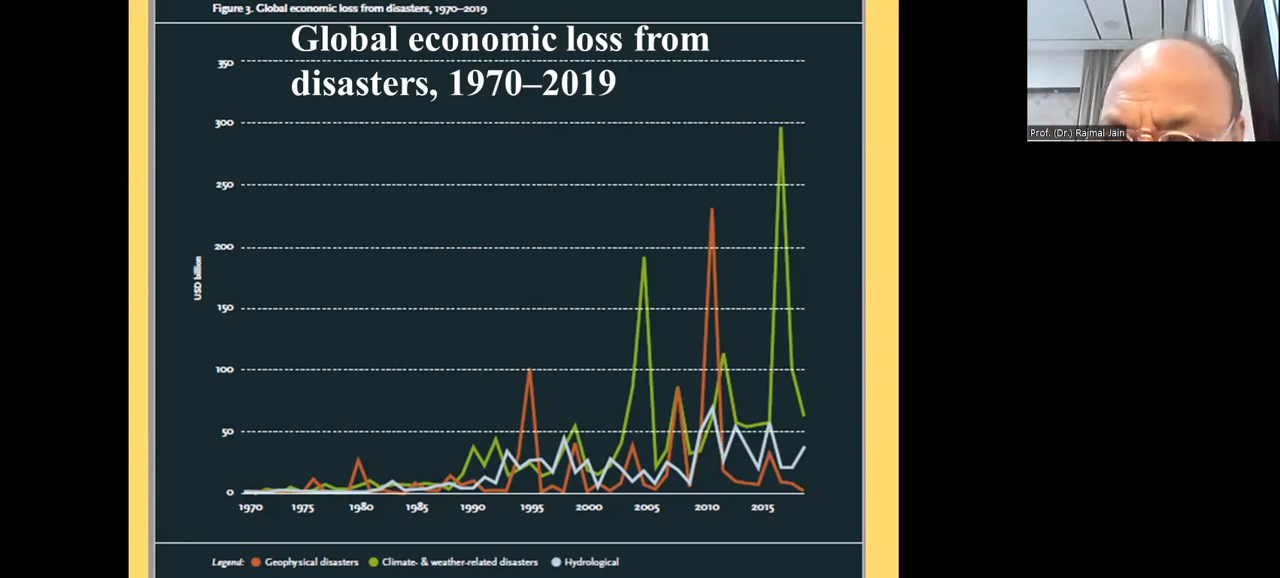 Figure 3. Global economic loss from disasters, 1970–2019
Global economic loss from
disasters, 1970–2019
350
300
250
200
150
100
50
0
USD billion
1970 1975 1980 1985 1990 1995 2000 2005 2010 2015
Legend: Geophysical disasters Climate- & weather-related disasters Hydrological
Prof. (Dr.) Rajmal Jain